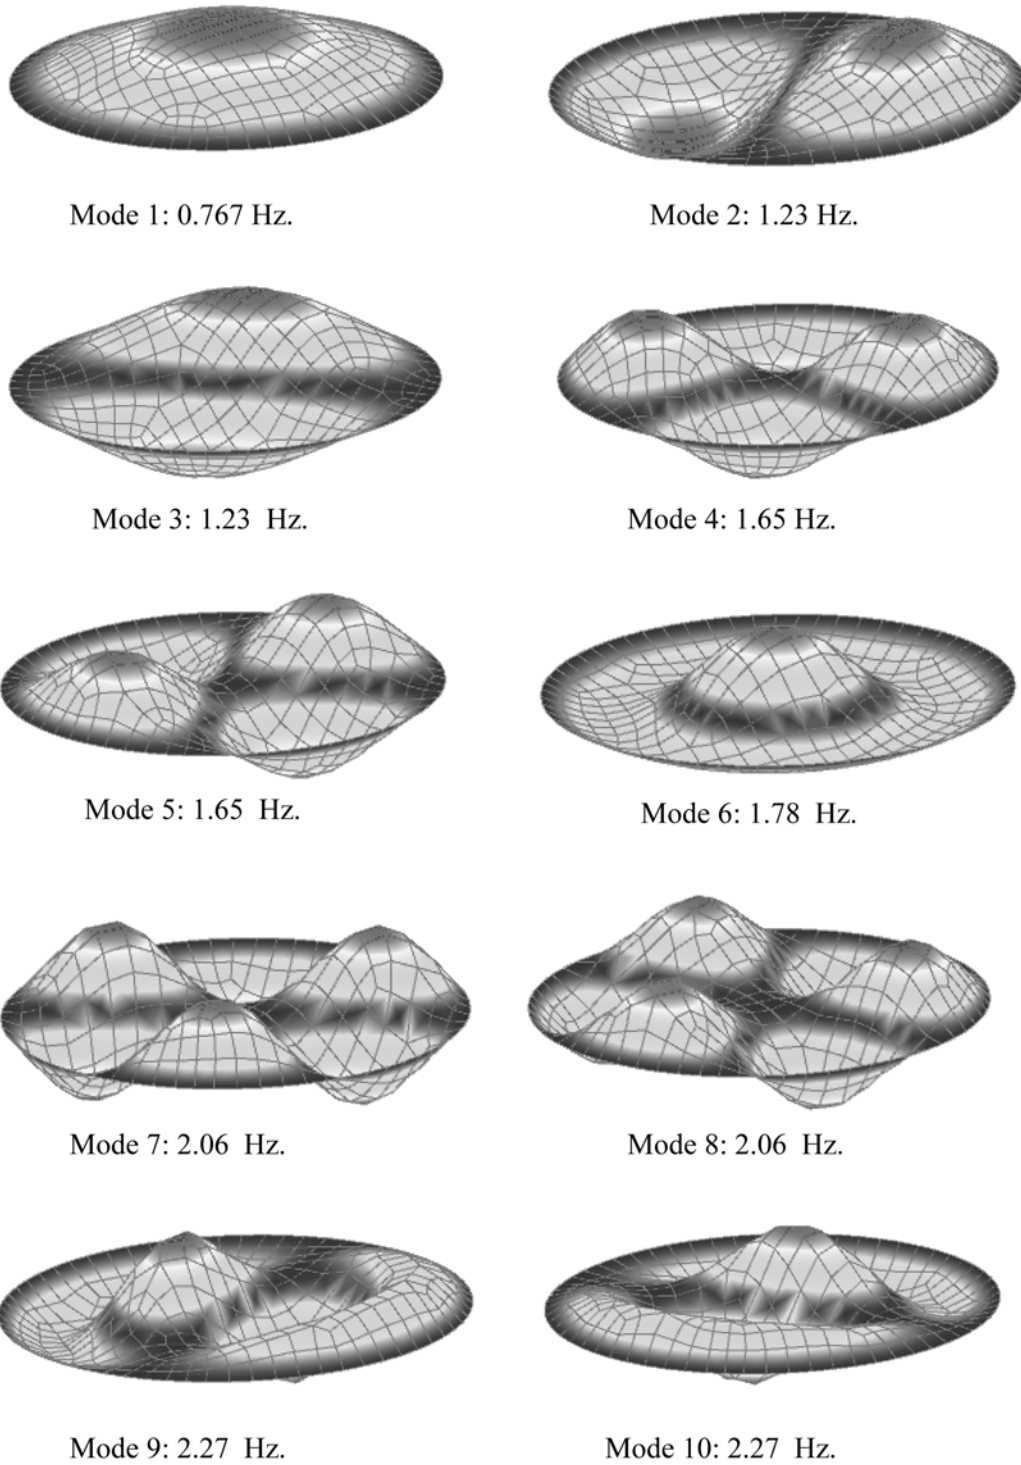 Mode 1: 0.767 Hz.
Mode 2: 1.23 Hz.
Mode 3: 1.23  Hz.
Mode 4: 1.65 Hz.
Mode 5: 1.65  Hz.
Mode 6: 1.78  Hz.
Mode 7: 2.06  Hz.
Mode 8: 2.06  Hz.
Mode 9: 2.27  Hz.
Mode 10: 2.27  Hz.